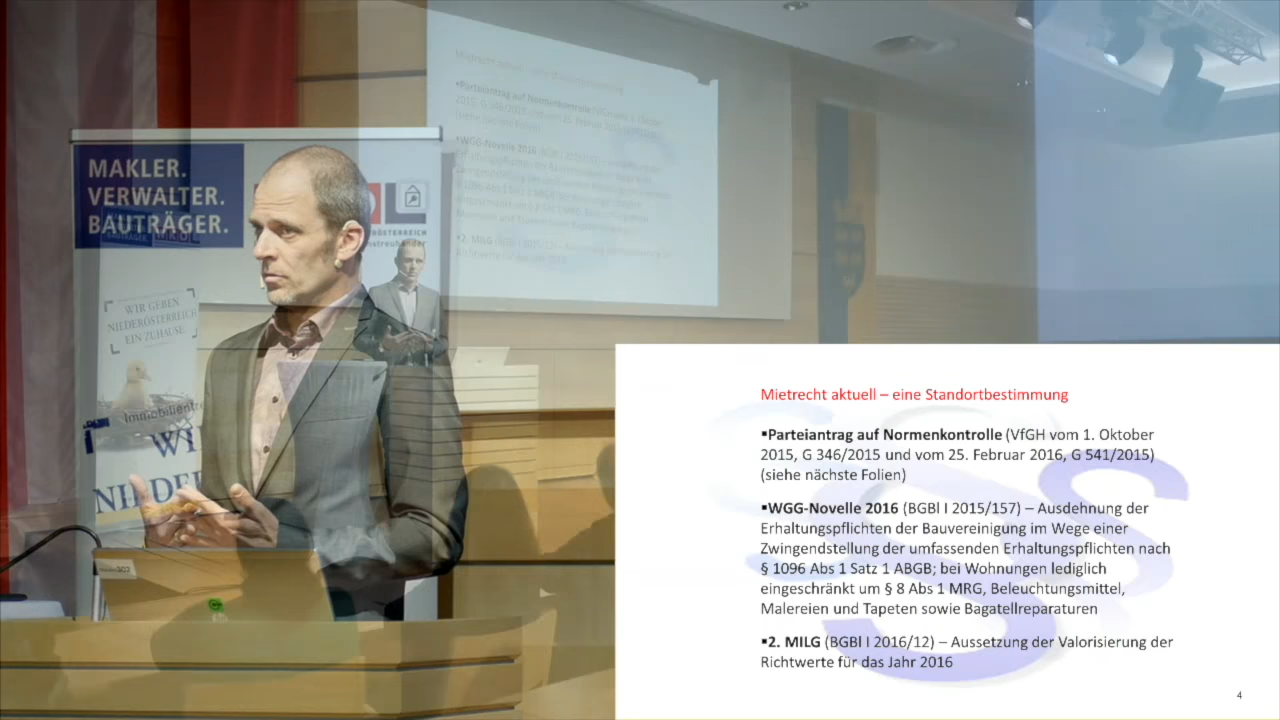 MAKLER.
VERWALTER.
BAUTRÄGER.
WIR GEBEN
NIEDERÖSTERREICH
EIN ZUHAUSE
Mietrecht aktuell – eine Standortbestimmung
▪Parteiantrag auf Normenkontrolle (VfGH vom 1. Oktober
2015, G 346/2015 und vom 25. Februar 2016, G 541/2015)
(siehe nächste Folien)
▪WGG-Novelle 2016 (BGBl I 2015/157) – Ausdehnung der
Erhaltungspflichten der Bauvereinigung im Wege einer
Zwingendstellung der umfassenden Erhaltungspflichten nach
§ 1096 Abs 1 Satz 1 ABGB; bei Wohnungen lediglich
eingeschränkt um § 8 Abs 1 MRG, Beleuchtungsmittel,
Malereien und Tapeten sowie Bagatellreparaturen
▪2. MILG (BGBl I 2016/12) – Aussetzung der Valorisierung der
Richtwerte für das Jahr 2016
4